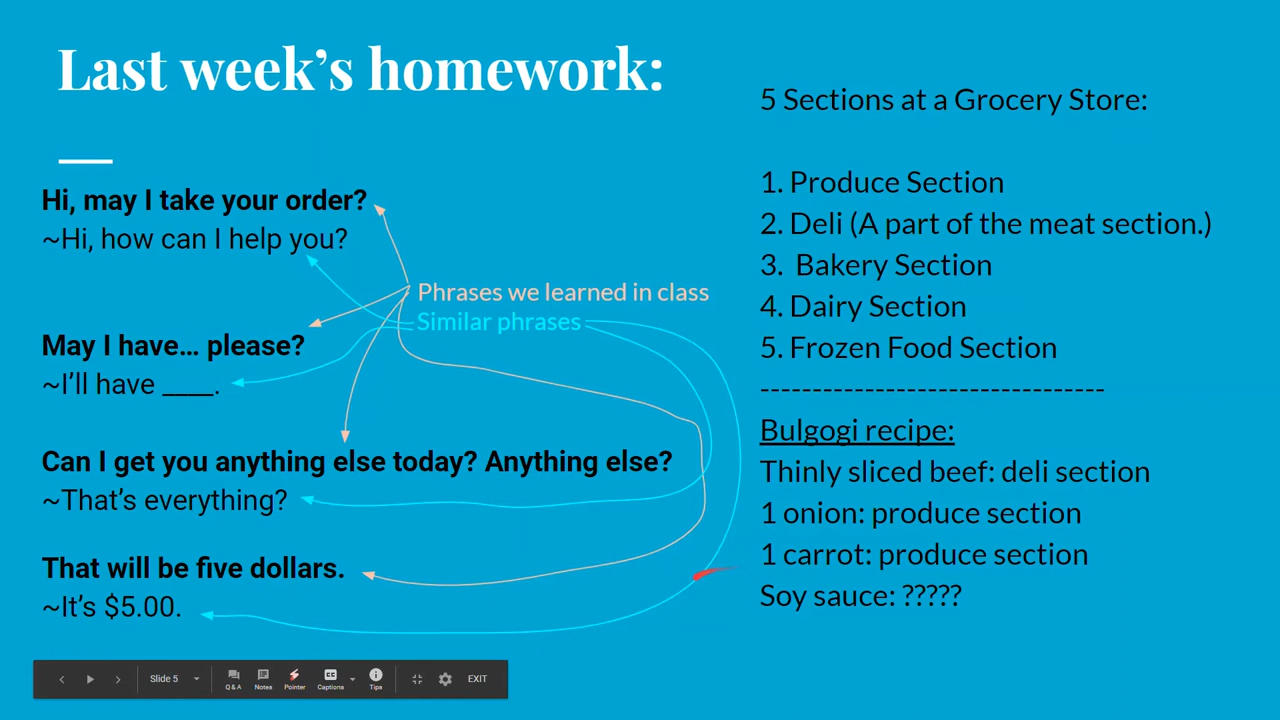 Last week's homework:
Hi, may I take your order?
~Hi, how can I help you?
Phrases we learned in class
Similar phrases
May I have... please?
~I'll have ____.
Can I get you anything else today? Anything else?
~That's everything?
That will be five dollars.
~It's $5.00.
5 Sections at a Grocery Store:
1. Produce Section
2. Deli (A part of the meat section.)
3. Bakery Section
4. Dairy Section
5. Frozen Food Section
--------------------------------
Bulgogi recipe:
Thinly sliced beef: deli section
1 onion: produce section
1 carrot: produce section
Soy sauce: ?????
Slide 5 Q&A Notes Pointer Captions Tips EXIT